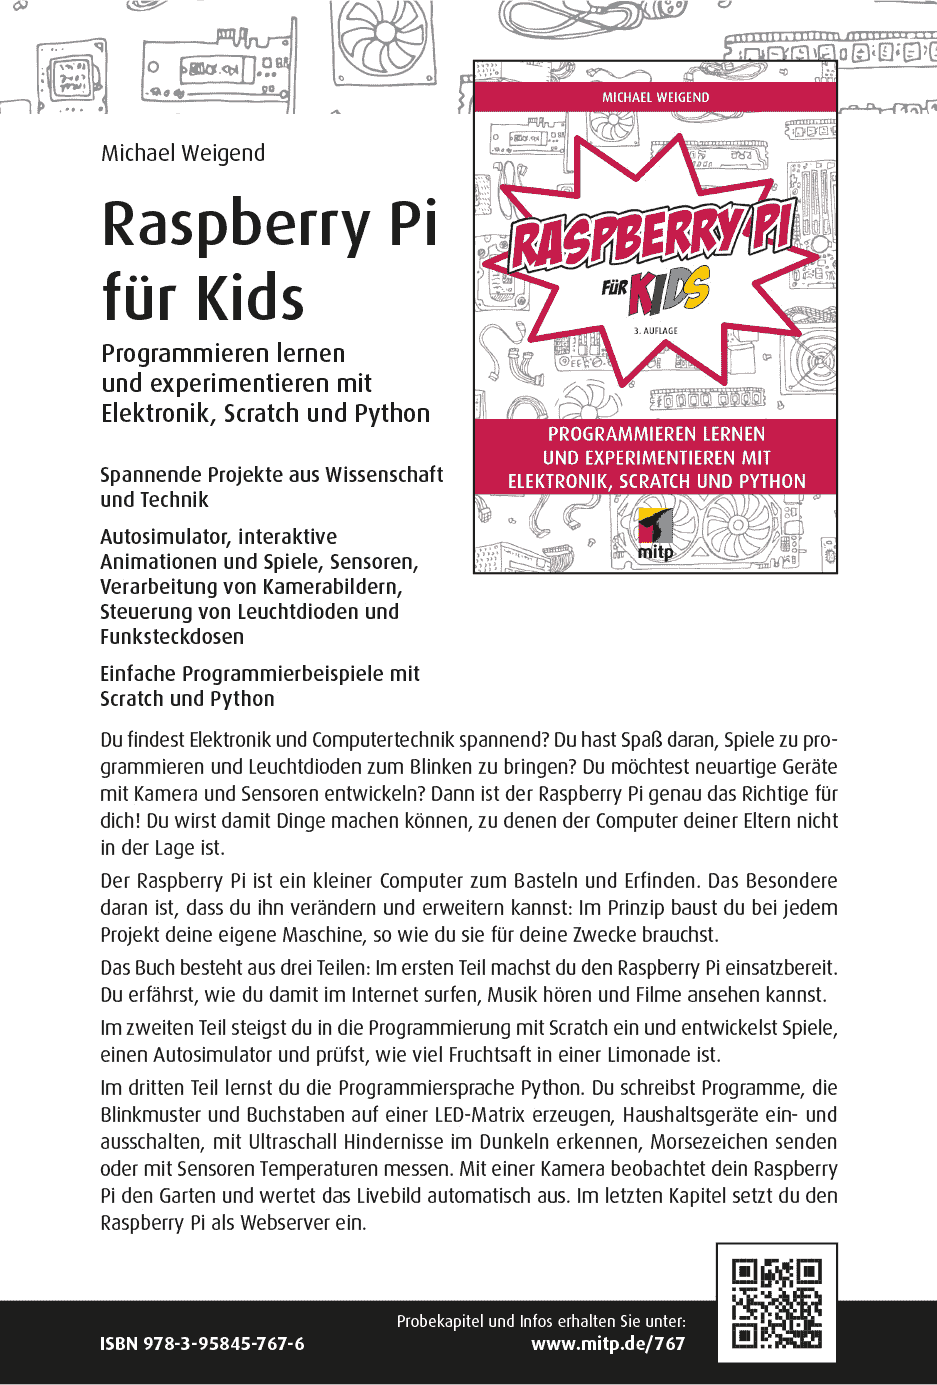 Michael Weigend
Raspberry Pi
für Kids
Programmieren lernen
und experimentieren mit
Elektronik, Scratch und Python
Spannende Projekte aus Wissenschaft
und Technik
Autosimulator, interaktive
Animationen und Spiele, Sensoren,
Verarbeitung von Kamerabildern,
Steuerung von Leuchtdioden und
Funksteckdosen
Einfache Programmierbeispiele mit
Scratch und Python
MICHAEL WEIGEND
RASPBERRY PI
FÜR KIDS
3. AUFLAGE
PROGRAMMIEREN LERNEN
UND EXPERIMENTIEREN MIT
ELEKTRONIK, SCRATCH UND PYTHON
mitp
Du findest Elektronik und Computertechnik spannend? Du hast Spaß daran, Spiele zu pro-
grammieren und Leuchtdioden zum Blinken zu bringen? Du möchtest neuartige Geräte
mit Kamera und Sensoren entwickeln? Dann ist der Raspberry Pi genau das Richtige für
dich! Du wirst damit Dinge machen können, zu denen der Computer deiner Eltern nicht
in der Lage ist.
Der Raspberry Pi ist ein kleiner Computer zum Basteln und Erfinden. Das Besondere
daran ist, dass du ihn verändern und erweitern kannst: Im Prinzip baust du bei jedem
Projekt deine eigene Maschine, so wie du sie für deine Zwecke brauchst.
Das Buch besteht aus drei Teilen: Im ersten Teil machst du den Raspberry Pi einsatzbereit.
Du erfährst, wie du damit im Internet surfen, Musik hören und Filme ansehen kannst.
Im zweiten Teil steigst du in die Programmierung mit Scratch ein und entwickelst Spiele,
einen Autosimulator und prüfst, wie viel Fruchtsaft in einer Limonade ist.
Im dritten Teil lernst du die Programmiersprache Python. Du schreibst Programme, die
Blinkmuster und Buchstaben auf einer LED-Matrix erzeugen, Haushaltsgeräte ein- und
ausschalten, mit Ultraschall Hindernisse im Dunkeln erkennen, Morsezeichen senden
oder mit Sensoren Temperaturen messen. Mit einer Kamera beobachtet dein Raspberry
Pi den Garten und wertet das Livebild automatisch aus. Im letzten Kapitel setzt du den
Raspberry Pi als Webserver ein.
Probekapitel und Infos erhalten Sie unter:
ISBN 978-3-95845-767-6
www.mitp.de/767